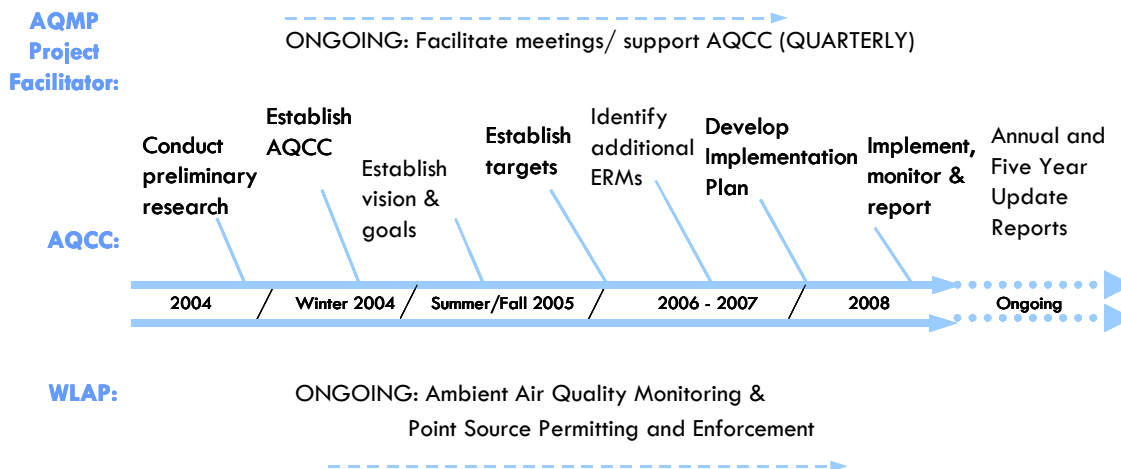 AQMP
Project
Facilitator:
ONGOING: Facilitate meetings/ support AQCC (QUARTERLY)
Conduct
preliminary
research
Establish
AQCC
Establish
vision &
goals
Establish
targets
Identify
additional
ERMs
Develop
Implementation
Plan
Implement,
monitor &
report
Annual and
Five Year
Update
Reports
AQCC:
2004 / Winter 2004 / Summer/Fall 2005 / 2006 - 2007 / 2008 Ongoing
WLAP:
ONGOING: Ambient Air Quality Monitoring &
Point Source Permitting and Enforcement